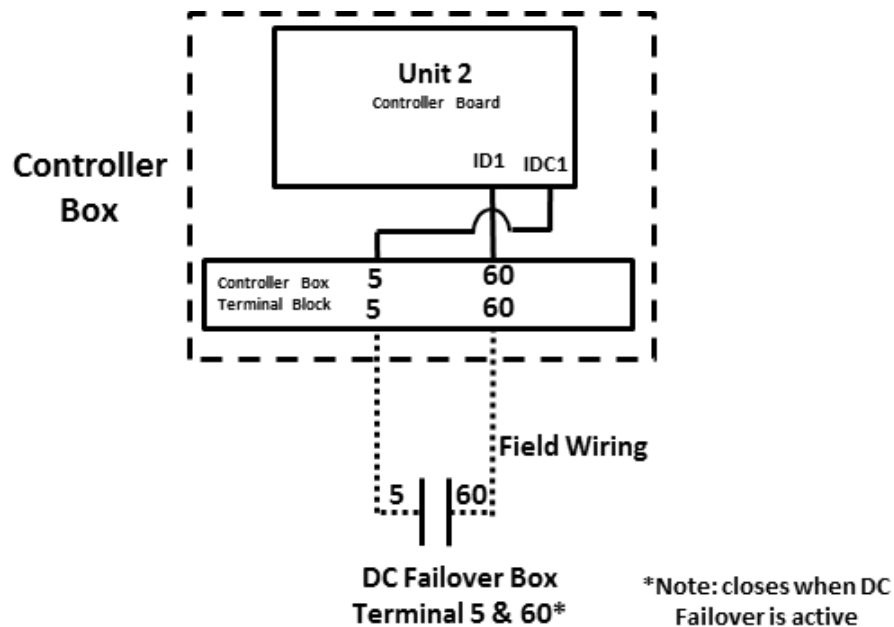 Unit 2
Controller Board
ID1 IDC1
Controller
Box
Controller Box 5 60
Terminal Block 5 60
Field Wiring
5 60
DC Failover Box
Terminal 5 & 60*
*Note: closes when DC
Failover is active